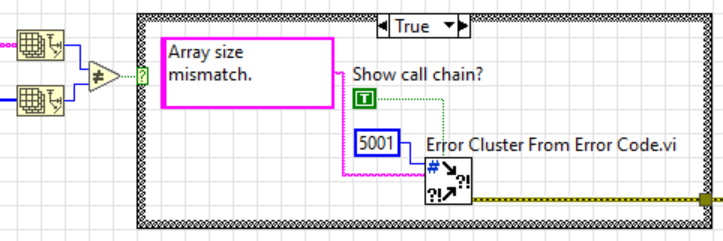 True
Array size
mismatch.
Show call chain?
T
5001
Error Cluster From Error Code.vi
≠
?
#
?!
?!